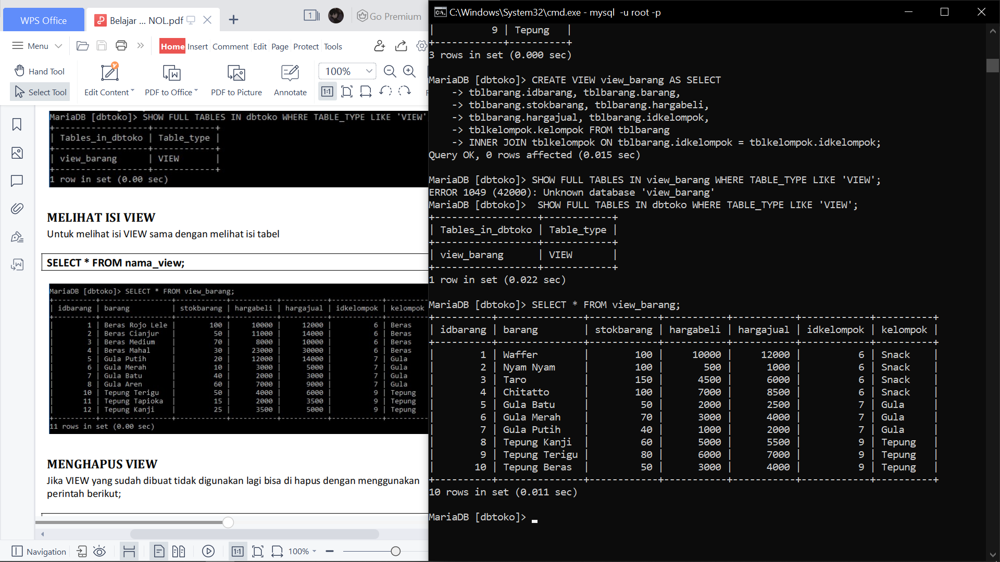 WPS Office
Belajar ... NOL.pdf
1
Go Premium
Menu
Home Insert Comment Edit Page Protect Tools
Hand Tool
Select Tool
Edit Content
PDF to Office
PDF to Picture
Annotate
100%
1:1
MariaDB [dbtoko]> SHOW FULL TABLES IN dbtoko WHERE TABLE_TYPE LIKE 'VIEW'
+------------------+------------+
| Tables_in_dbtoko | Table_type |
+------------------+------------+
| view_barang      | VIEW       |
+------------------+------------+
1 row in set (0.00 sec)
MELIHAT ISI VIEW
Untuk melihat isi VIEW sama dengan melihat isi tabel
SELECT * FROM nama_view;
MariaDB [dbtoko]> SELECT * FROM view_barang;
| idbarang | barang | stokbarang | hargabeli | hargajual | idkelompok | kelompok
| 1 | Beras Rojo Lele | 100 | 10000 | 12000 | 6 | Beras
| 2 | Beras Cianjur | 50 | 11000 | 14000 | 6 | Beras
| 3 | Beras Medium | 70 | 8000 | 10000 | 6 | Beras
| 4 | Beras Mahal | 30 | 23000 | 30000 | 6 | Beras
| 5 | Gula Putih | 20 | 12000 | 14000 | 7 | Gula
| 6 | Gula Merah | 10 | 3000 | 5000 | 7 | Gula
| 7 | Gula Batu | 40 | 2000 | 3000 | 7 | Gula
| 8 | Gula Aren | 60 | 7000 | 9000 | 7 | Gula
| 10 | Tepung Terigu | 50 | 4000 | 6000 | 9 | Tepung
| 11 | Tepung Tapioka | 15 | 2000 | 3500 | 9 | Tepung
| 12 | Tepung Kanji | 25 | 3500 | 5000 | 9 | Tepung
11 rows in set (0.00 sec)
MENGHAPUS VIEW
Jika VIEW yang sudah dibuat tidak digunakan lagi bisa di hapus dengan menggunakan
perintah berikut;
Navigation
1:1
100%
C:\Windows\System32\cmd.exe - mysql  -u root -p
|          9 | Tepung   |
+------------+----------+
3 rows in set (0.000 sec)
MariaDB [dbtoko]> CREATE VIEW view_barang AS SELECT
    -> tblbarang.idbarang, tblbarang.barang,
    -> tblbarang.stokbarang, tblbarang.hargabeli,
    -> tblbarang.hargajual, tblbarang.idkelompok,
    -> tblkelompok.kelompok FROM tblbarang
    -> INNER JOIN tblkelompok ON tblbarang.idkelompok = tblkelompok.idkelompok;
Query OK, 0 rows affected (0.015 sec)
MariaDB [dbtoko]> SHOW FULL TABLES IN view_barang WHERE TABLE_TYPE LIKE 'VIEW';
ERROR 1049 (42000): Unknown database 'view_barang'
MariaDB [dbtoko]>  SHOW FULL TABLES IN dbtoko WHERE TABLE_TYPE LIKE 'VIEW';
+------------------+------------+
| Tables_in_dbtoko | Table_type |
+------------------+------------+
| view_barang      | VIEW       |
+------------------+------------+
1 row in set (0.022 sec)
MariaDB [dbtoko]> SELECT * FROM view_barang;
+----------+---------------+------------+-----------+-----------+------------+----------+
| idbarang | barang        | stokbarang | hargabeli | hargajual | idkelompok | kelompok |
+----------+---------------+------------+-----------+-----------+------------+----------+
|        1 | Waffer        |        100 |     10000 |     12000 |          6 | Snack    |
|        2 | Nyam Nyam     |        100 |       500 |      1000 |          6 | Snack    |
|        3 | Taro          |        150 |      4500 |      6000 |          6 | Snack    |
|        4 | Chitatto      |        100 |      7000 |      8500 |          6 | Snack    |
|        5 | Gula Batu     |         50 |      2000 |      2500 |          7 | Gula     |
|        6 | Gula Merah    |         70 |      3000 |      4000 |          7 | Gula     |
|        7 | Gula Putih    |         40 |      1000 |      2000 |          7 | Gula     |
|        8 | Tepung Kanji  |         60 |      5000 |      5500 |          9 | Tepung   |
|        9 | Tepung Terigu |         80 |      6000 |      7000 |          9 | Tepung   |
|       10 | Tepung Beras  |         50 |      3000 |      4000 |          9 | Tepung   |
+----------+---------------+------------+-----------+-----------+------------+----------+
10 rows in set (0.011 sec)
MariaDB [dbtoko]> _